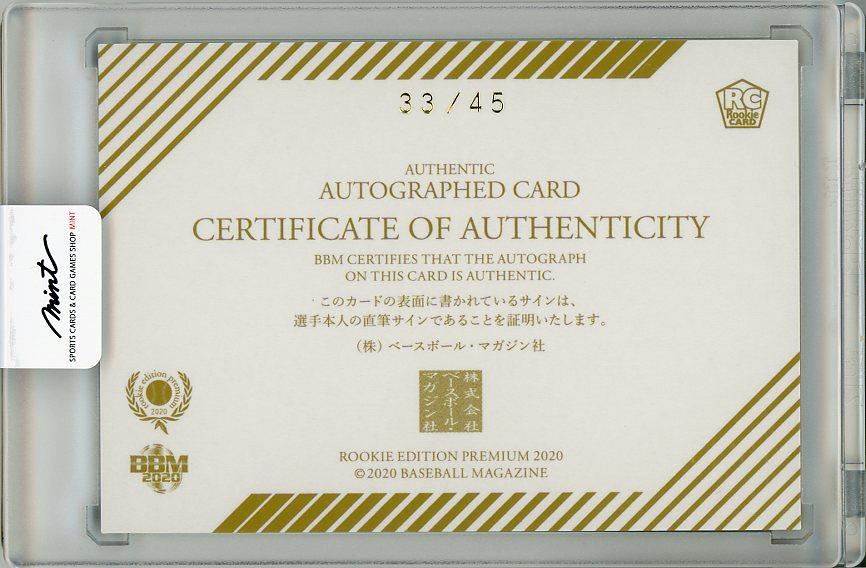 33/45
RC
Rookie
CARD
AUTHENTIC
AUTOGRAPHED CARD
CERTIFICATE OF AUTHENTICITY
BBM CERTIFIES THAT THE AUTOGRAPH
ON THIS CARD IS AUTHENTIC.
このカードの表面に書かれているサインは、
選手本人の直筆サインであることを証明いたします。
(株)ベースボール・マガジン社
mint
SPORTS CARDS & CARD GAMES SHOP MINT
rookie edition premium
2020
株式会社
ベースボール・
マガジン社
BBM
2020
ROOKIE EDITION PREMIUM 2020
©2020 BASEBALL MAGAZINE